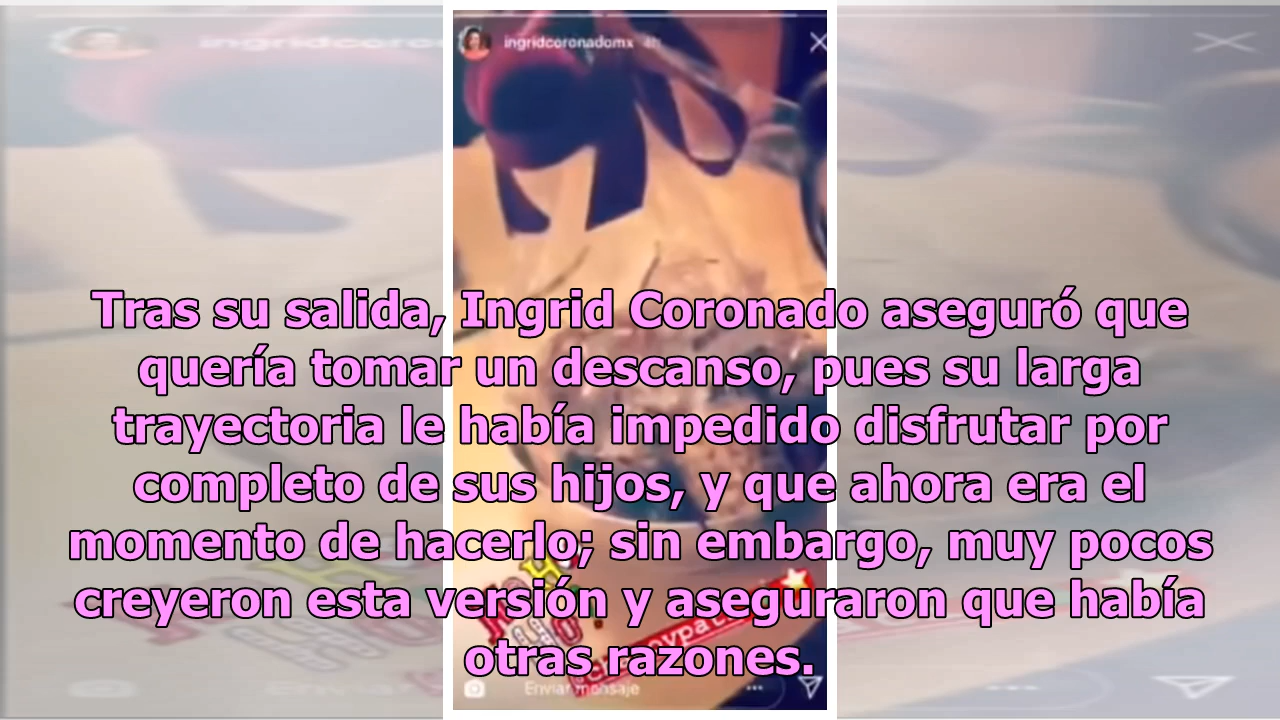 ingridcoronadomx 4h
Tras su salida, Ingrid Coronado aseguró que
quería tomar un descanso, pues su larga
trayectoria le había impedido disfrutar por
completo de sus hijos, y que ahora era el
momento de hacerlo; sin embargo, muy pocos
creyeron esta versión y aseguraron que había
otras razones.
Enviar mensaje